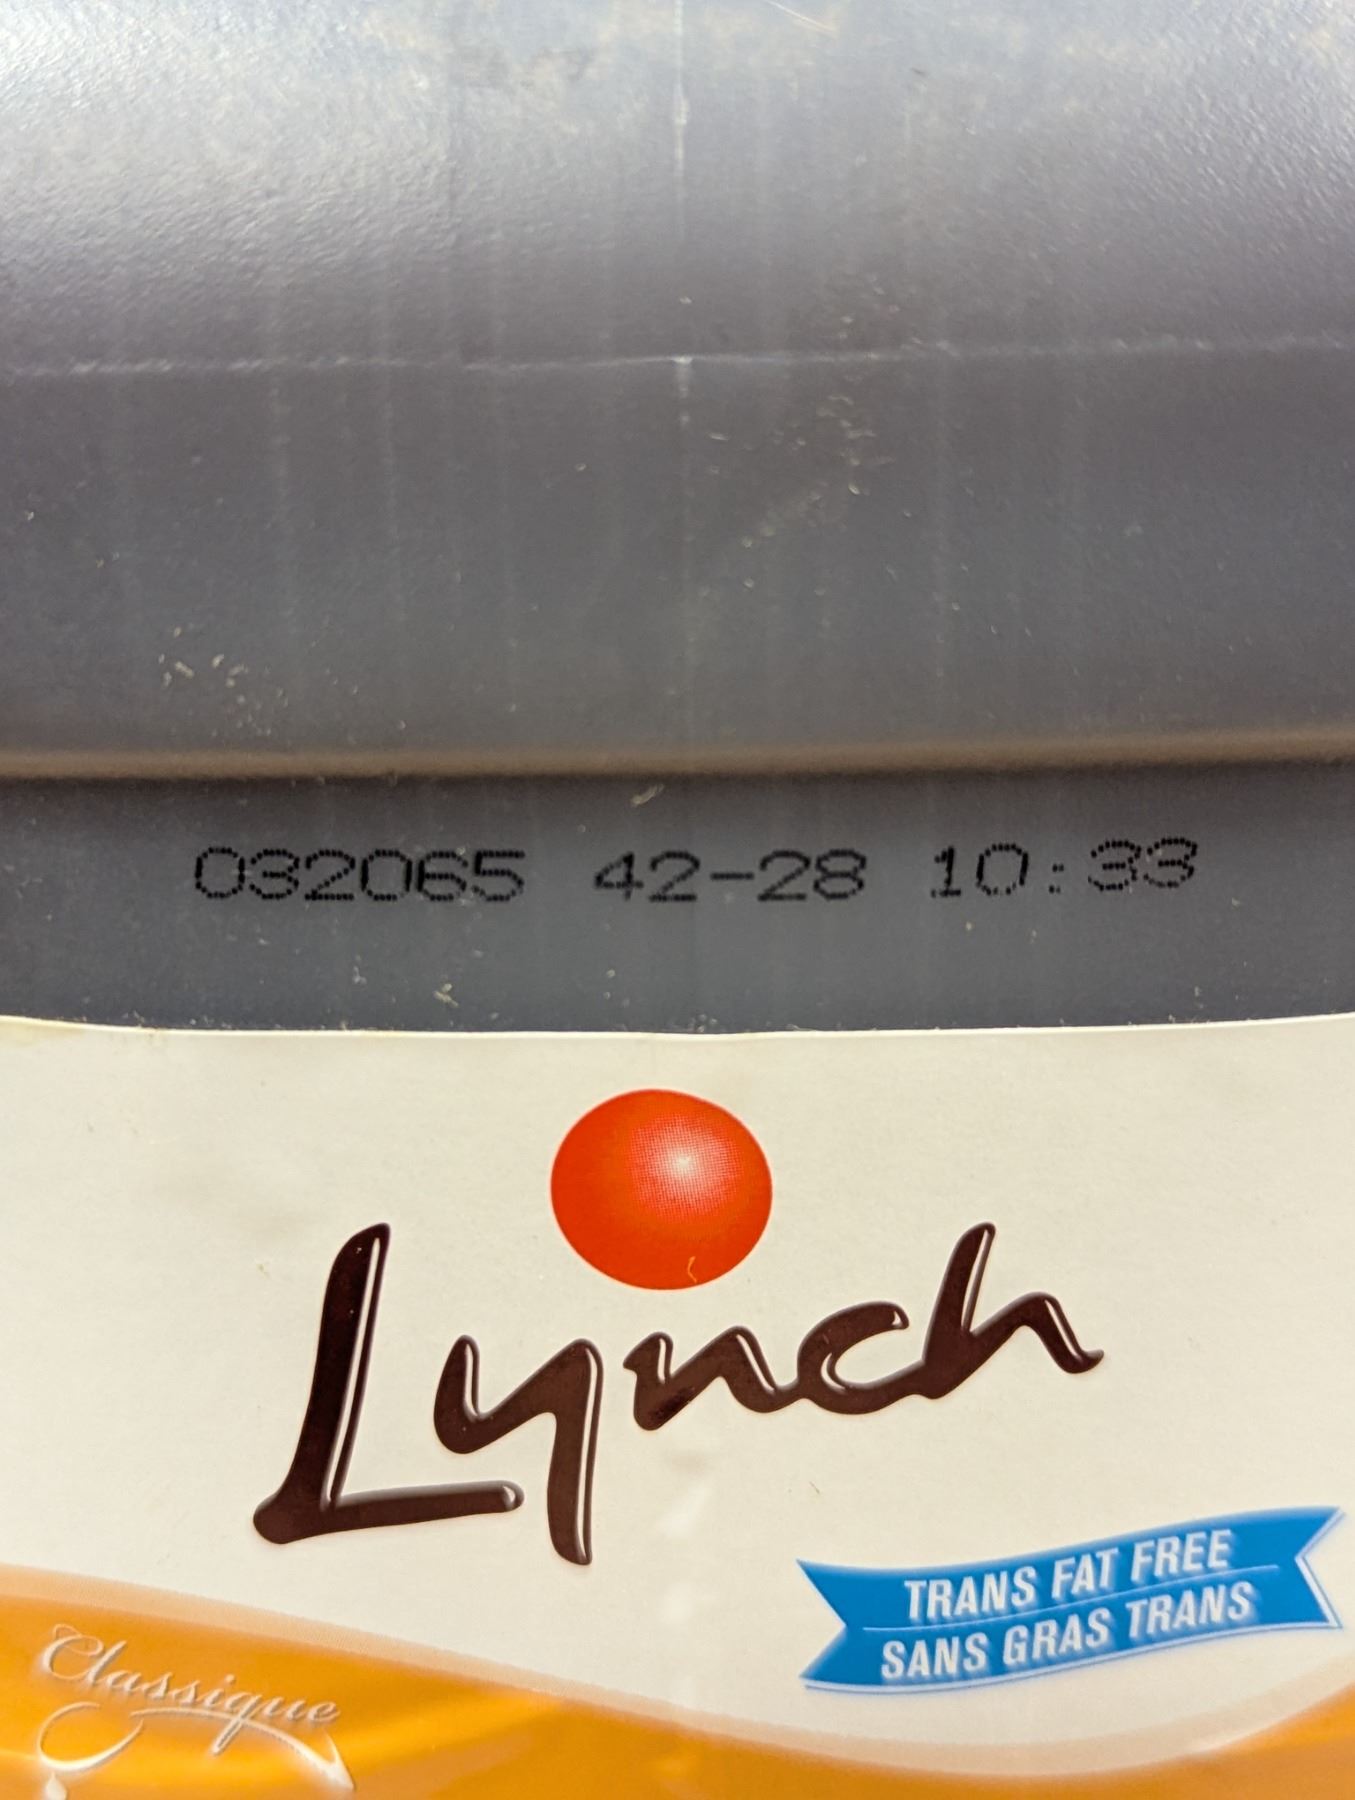 032065 42-28 10:33
Lynch
TRANS FAT FREE
SANS GRAS TRANS
Classique